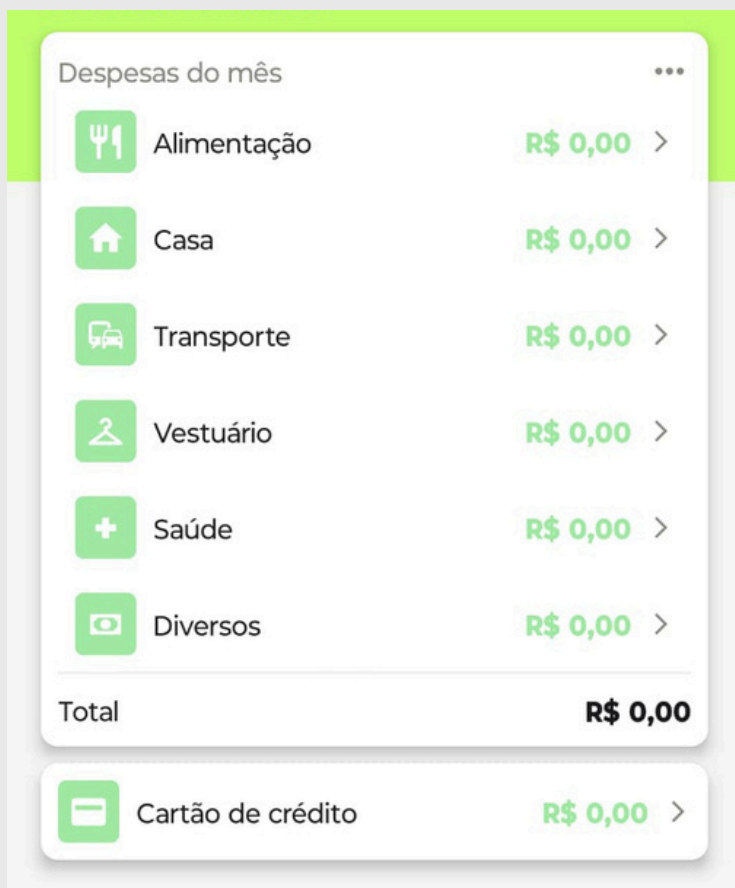 Despesas do mês
Alimentação R$ 0,00
Casa R$ 0,00
Transporte R$ 0,00
Vestuário R$ 0,00
Saúde R$ 0,00
Diversos R$ 0,00
Total R$ 0,00
Cartão de crédito R$ 0,00